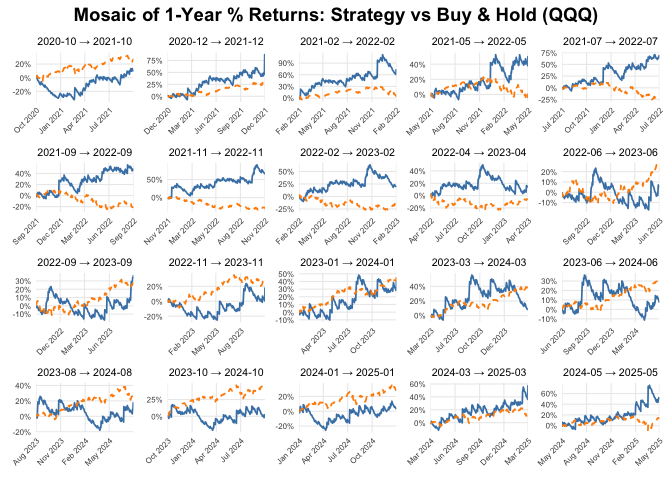 Mosaic of 1-Year % Returns: Strategy vs Buy & Hold (QQQ)
2020-10 → 2021-10
20%
0%
-20%
Oct 2020
Jan 2021
Apr 2021
Jul 2021
2020-12 → 2021-12
75%
50%
25%
0%
Dec 2020
Mar 2021
Jun 2021
Sep 2021
Dec 2021
2021-02 → 2022-02
90%
60%
30%
0%
Feb 2021
May 2021
Aug 2021
Nov 2021
Feb 2022
2021-05 → 2022-05
40%
20%
0%
May 2021
Aug 2021
Nov 2021
Feb 2022
May 2022
2021-07 → 2022-07
75%
50%
25%
0%
-25%
Jul 2021
Oct 2021
Jan 2022
Apr 2022
Jul 2022
2021-09 → 2022-09
40%
20%
0%
-20%
Sep 2021
Dec 2021
Mar 2022
Jun 2022
Sep 2022
2021-11 → 2022-11
50%
0%
Nov 2021
Feb 2022
May 2022
Aug 2022
Nov 2022
2022-02 → 2023-02
50%
25%
0%
-25%
Feb 2022
May 2022
Aug 2022
Nov 2022
Feb 2023
2022-04 → 2023-04
40%
20%
0%
-20%
Apr 2022
Jul 2022
Oct 2022
Jan 2023
Apr 2023
2022-06 → 2023-06
20%
10%
0%
-10%
Jun 2022
Sep 2022
Dec 2022
Mar 2023
Jun 2023
2022-09 → 2023-09
30%
20%
10%
0%
-10%
Dec 2022
Mar 2023
Jun 2023
2022-11 → 2023-11
20%
0%
-20%
Feb 2023
May 2023
Aug 2023
2023-01 → 2024-01
50%
40%
30%
20%
10%
0%
-10%
Apr 2023
Jul 2023
Oct 2023
2023-03 → 2024-03
40%
20%
0%
Mar 2023
Jul 2023
Oct 2023
Dec 2023
2023-06 → 2024-06
40%
20%
0%
Jun 2023
Sep 2023
Dec 2023
Mar 2024
2023-08 → 2024-08
40%
20%
0%
-20%
Aug 2023
Nov 2023
Feb 2024
May 2024
2023-10 → 2024-10
25%
0%
Oct 2023
Jan 2024
Apr 2024
Jul 2024
2024-01 → 2025-01
20%
0%
-20%
Jan 2024
Apr 2024
Jul 2024
Oct 2024
2024-03 → 2025-03
60%
40%
20%
0%
Mar 2024
Jun 2024
Sep 2024
Dec 2024
Mar 2025
2024-05 → 2025-05
60%
40%
20%
0%
May 2024
Aug 2024
Nov 2024
Feb 2025
May 2025